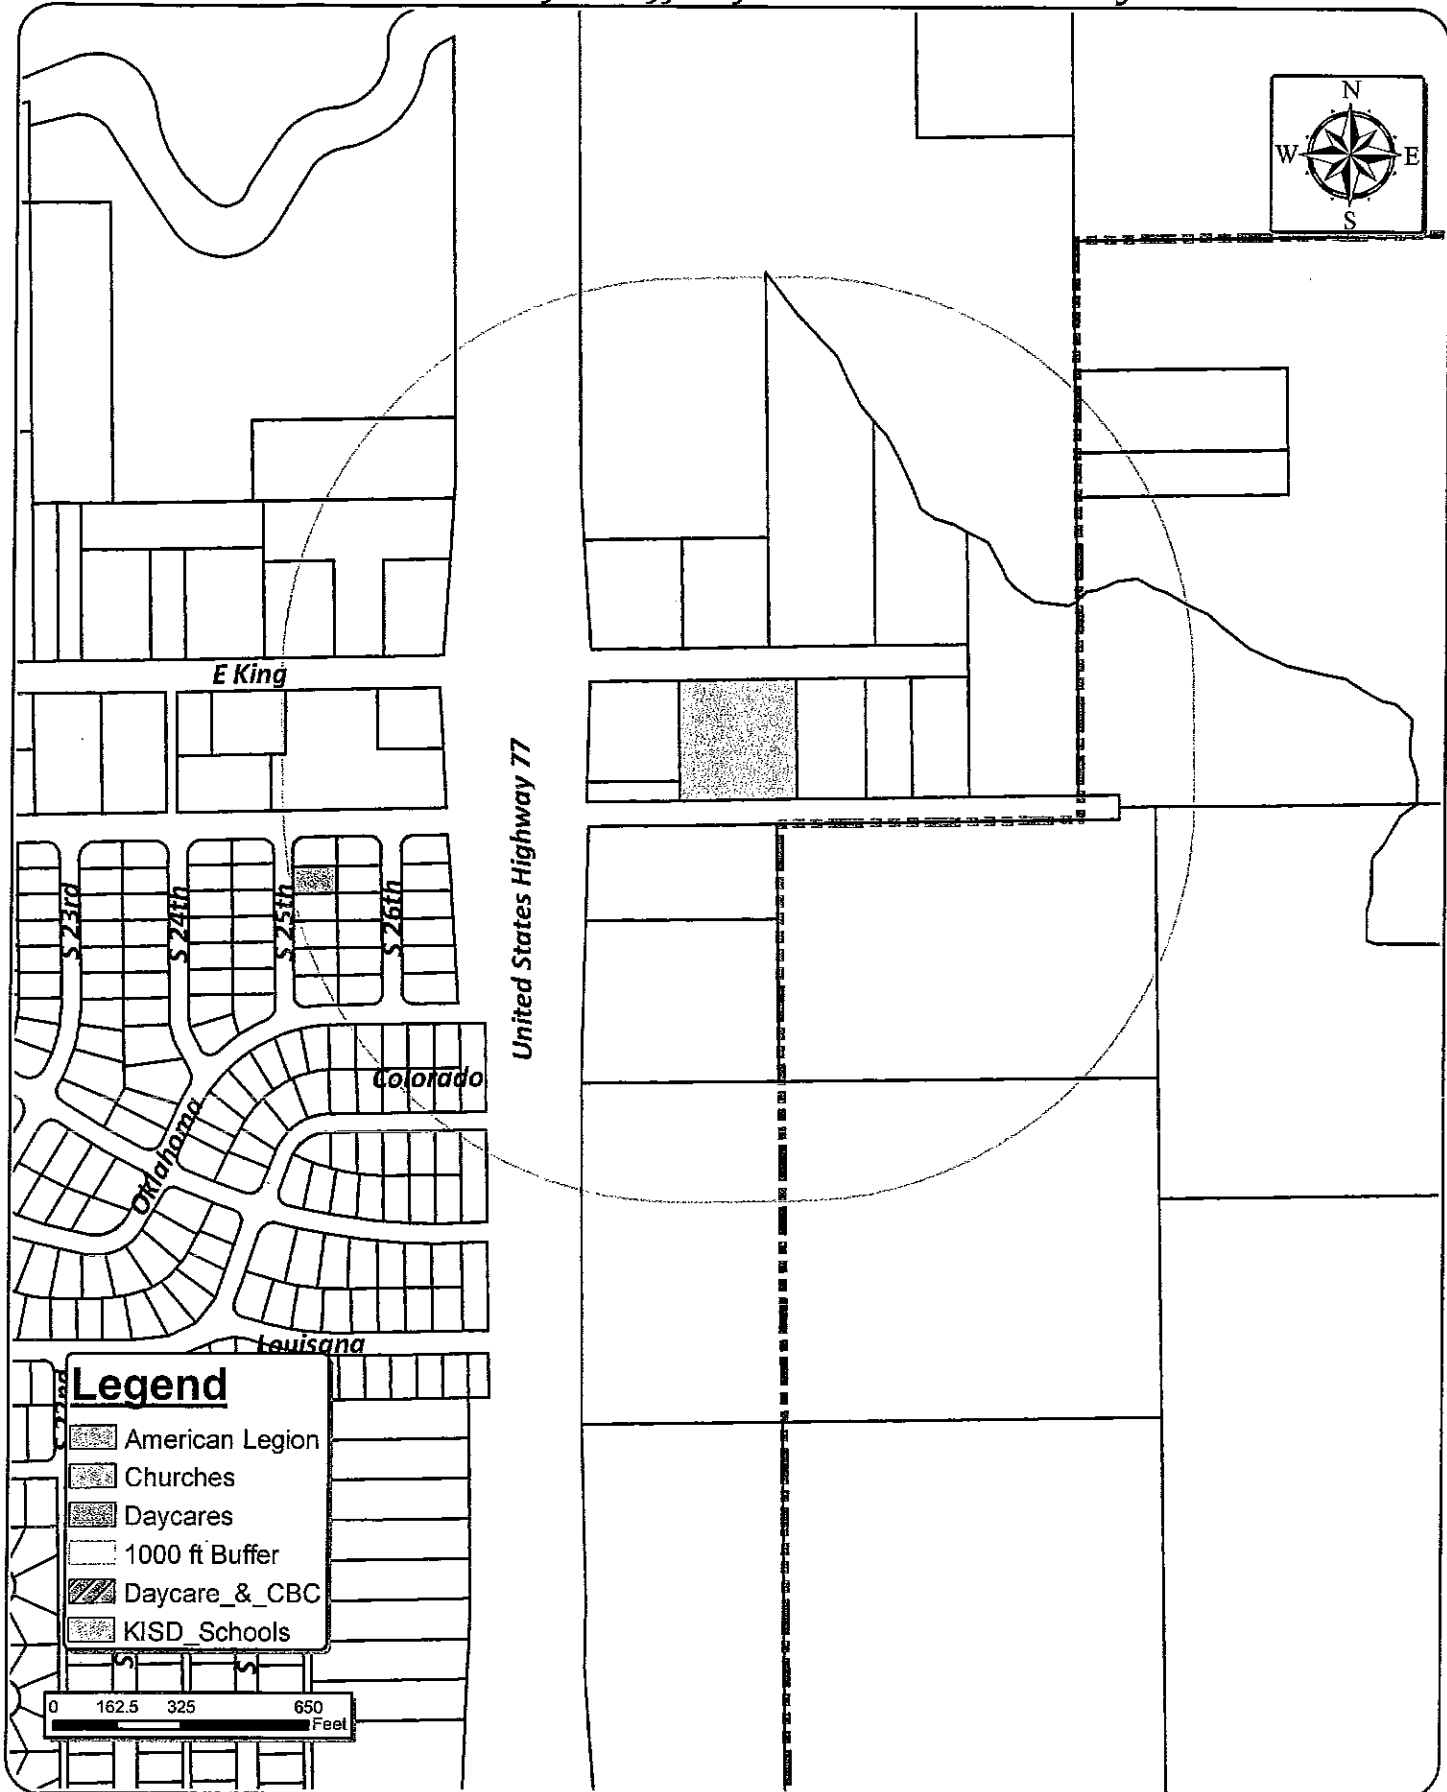 N
W E
S
E King
United States Highway 77
S 23rd
S 24th
S 25th
S 26th
Colorado
Oklahoma
Louisana
Legend
American Legion
Churches
Daycares
1000 ft Buffer
Daycare_&_CBC
KISD_Schools
S
S
0 162.5 325 650
Feet